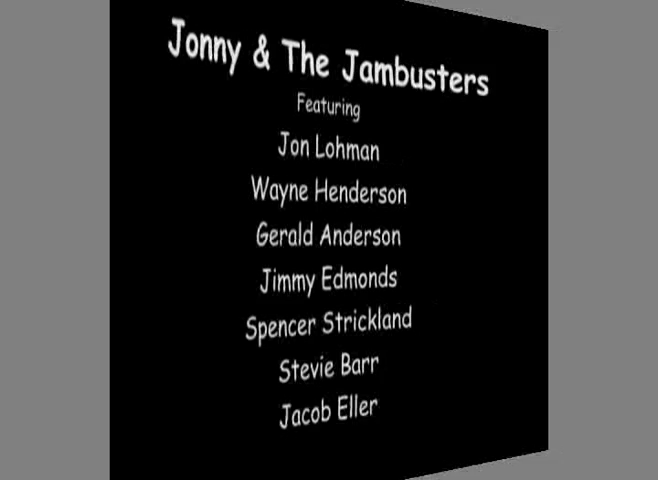 Jonny & The Jambusters
Featuring
Jon Lohman
Wayne Henderson
Gerald Anderson
Jimmy Edmonds
Spencer Strickland
Stevie Barr
Jacob Eller